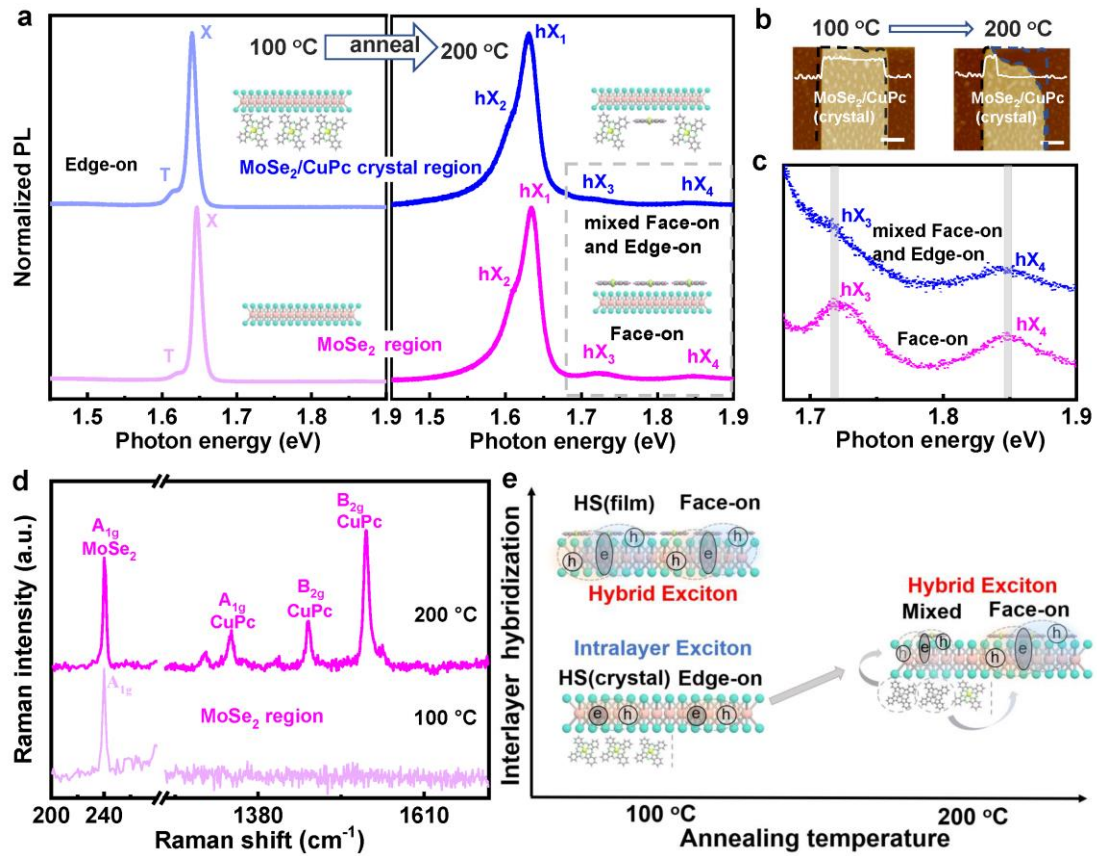 a
Normalized PL
Edge-on
T
X
100 °C
anneal
200 °C
MoSe₂/CuPc crystal region
T
X
MoSe₂ region
1.5 1.6 1.7 1.8
Photon energy (eV)
hX₁
hX₂
hX₃
hX₄
mixed Face-on
and Edge-on
hX₁
hX₂
Face-on
hX₃
hX₄
1.5 1.6 1.7 1.8 1.9
Photon energy (eV)
b
100 °C
200 °C
MoSe₂/CuPc
(crystal)
MoSe₂/CuPc
(crystal)
c
hX₃
mixed Face-on
and Edge-on
hX₄
hX₃
Face-on
hX₄
1.7 1.8 1.9
Photon energy (eV)
d
Raman intensity (a.u.)
A₁g
MoSe₂
A₁g
CuPc
B₂g
CuPc
B₂g
CuPc
200 °C
A₁g
MoSe₂ region
100 °C
200 240 1380 1610
Raman shift (cm⁻¹)
e
Interlayer hybridization
HS(film) Face-on
h e h h e h
Hybrid Exciton
Intralayer Exciton
HS(crystal) Edge-on
e h e h
Hybrid Exciton
Mixed Face-on
h e h h e h
100 °C 200 °C
Annealing temperature